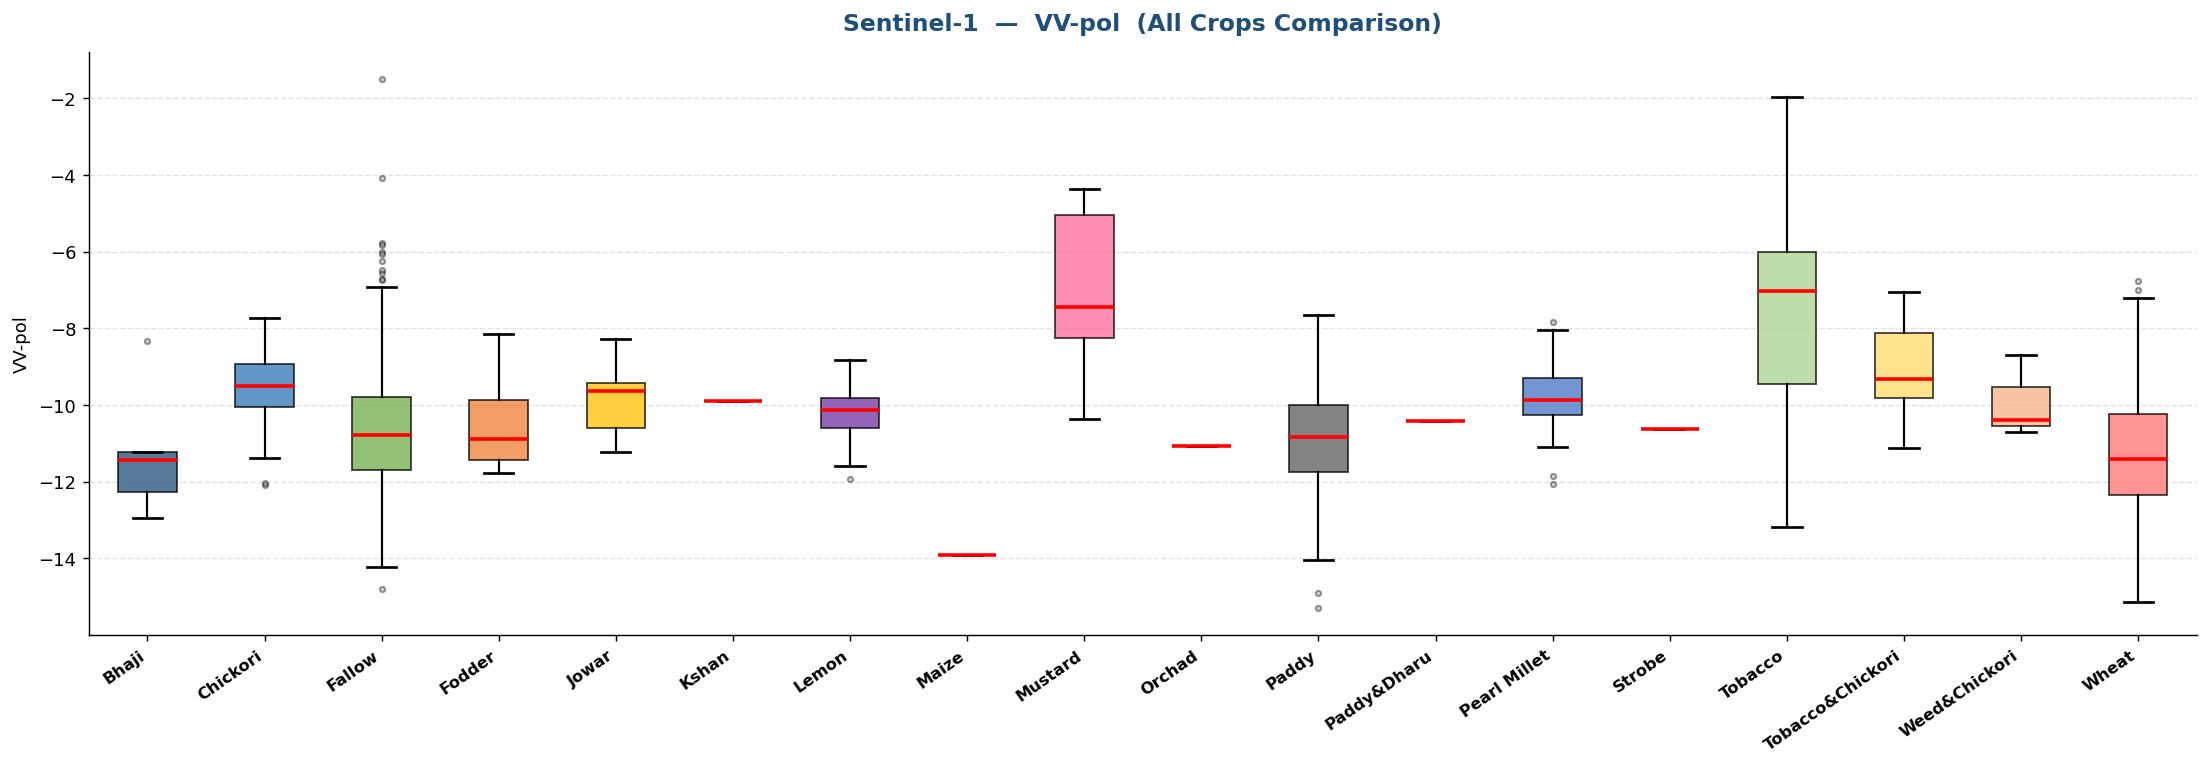 Sentinel-1 — VV-pol (All Crops Comparison)
VV-pol
−2
−4
−6
−8
−10
−12
−14
Bhaji
Chickori
Fallow
Fodder
Jowar
Kshan
Lemon
Maize
Mustard
Orchad
Paddy
Paddy&Dharu
Pearl Millet
Strobe
Tobacco
Tobacco&Chickori
Weed&Chickori
Wheat